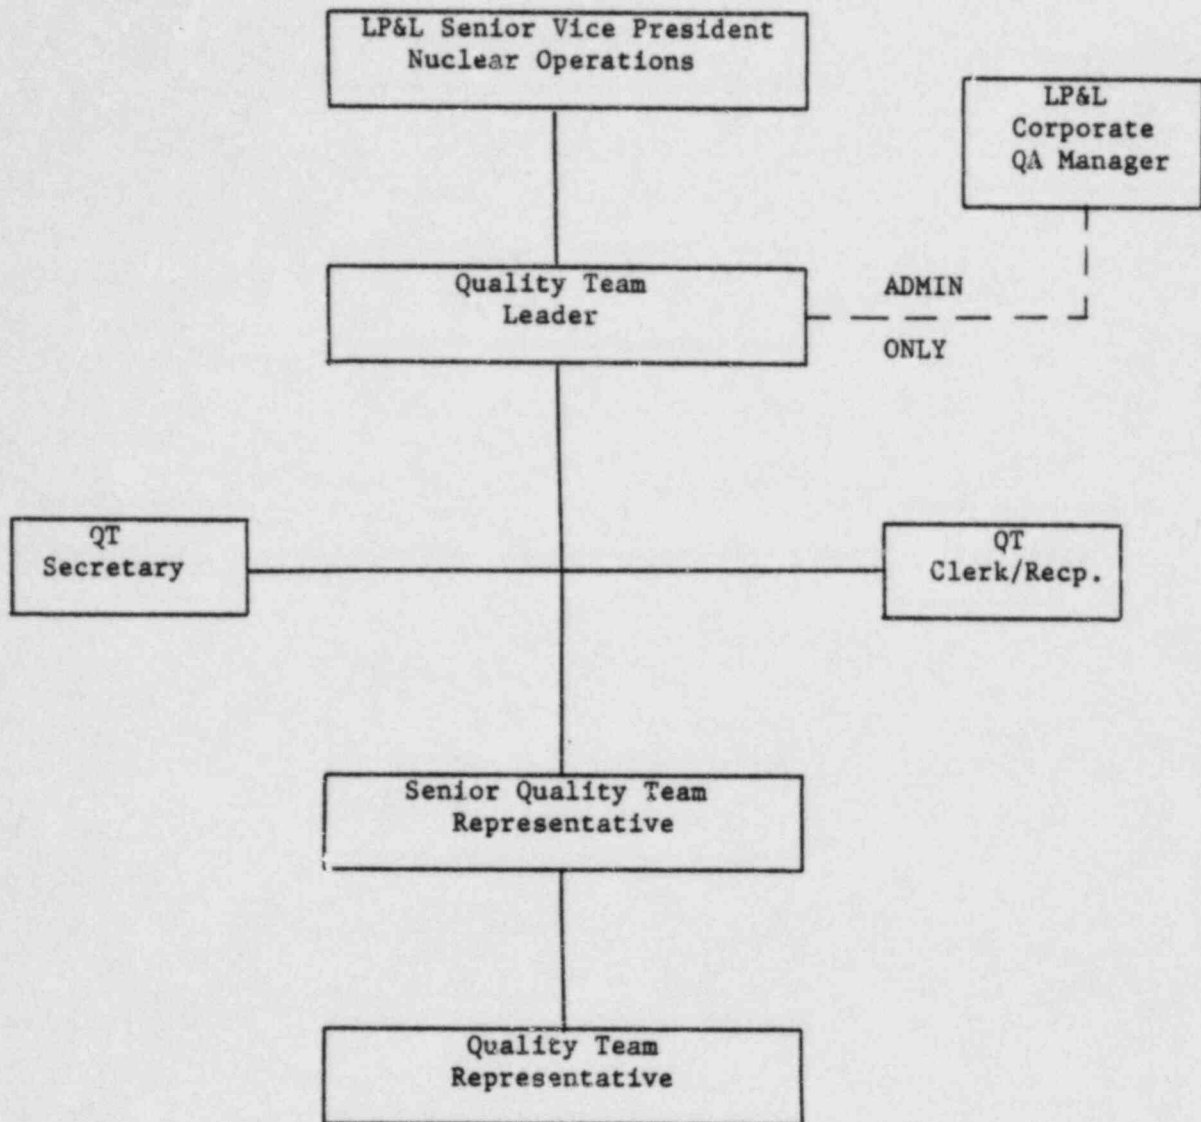 LP&L Senior Vice President
Nuclear Operations
LP&L
Corporate
QA Manager
Quality Team
Leader
ADMIN
ONLY
QT
Secretary
QT
Clerk/Recp.
Senior Quality Team
Representative
Quality Team
Representative